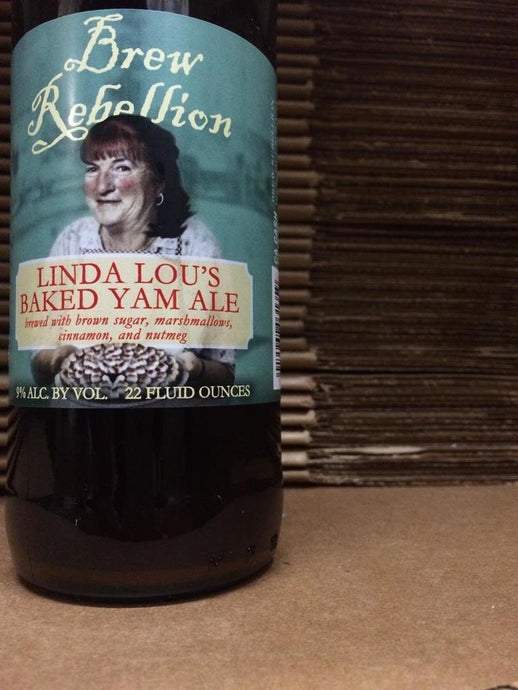 Brew
Rebellion
LINDA LOU'S
BAKED YAM ALE
brewed with brown sugar, marshmallows,
cinnamon, and nutmeg
9% ALC. BY VOL. 22 FLUID OUNCES